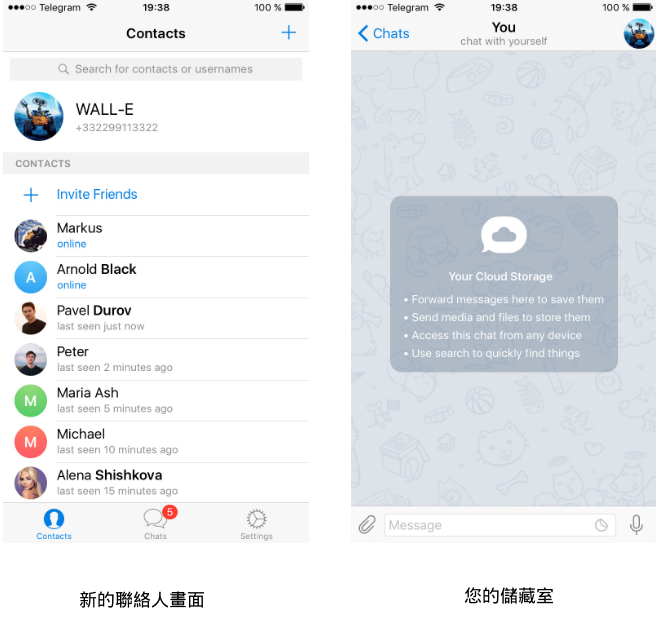 Telegram 19:38 100 %
Contacts
Search for contacts or usernames
WALL-E
+332299113322
CONTACTS
Invite Friends
Markus
online
A
Arnold Black
online
Pavel Durov
last seen just now
Peter
last seen 2 minutes ago
M
Maria Ash
last seen 5 minutes ago
M
Michael
last seen 10 minutes ago
Alena Shishkova
last seen 15 minutes ago
5
Contacts Chats Settings
新的聯絡人畫面
Telegram 19:38 100 %
Chats
You
chat with yourself
Your Cloud Storage
• Forward messages here to save them
• Send media and files to store them
• Access this chat from any device
• Use search to quickly find things
Message
您的儲藏室